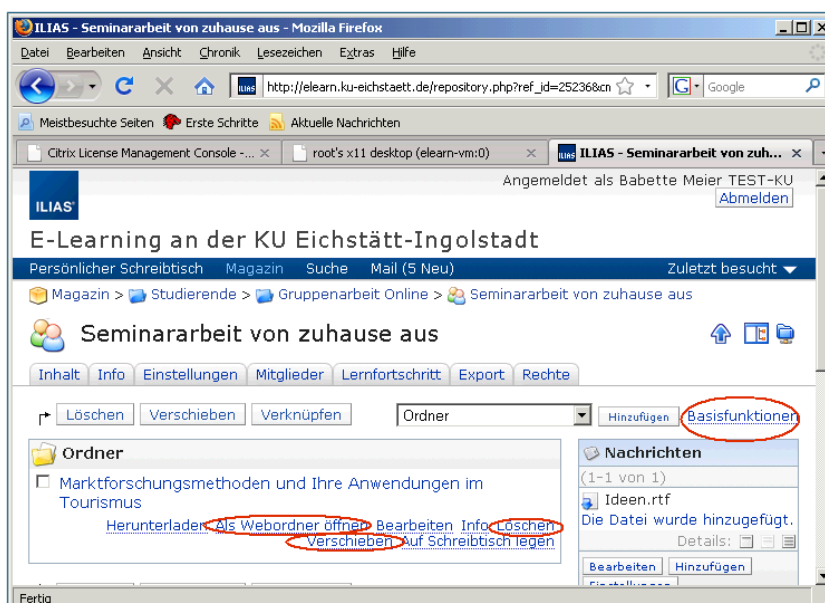 ILIAS - Seminararbeit von zuhause aus - Mozilla Firefox
Datei Bearbeiten Ansicht Chronik Lesezeichen Extras Hilfe
http://elearn.ku-eichstaett.de/repository.php?ref_id=25236&cn Google
Meistbesuchte Seiten Erste Schritte Aktuelle Nachrichten
Citrix License Management Console -... root's x11 desktop (elearn-vm:0) ILIAS - Seminararbeit von zuh...
Angemeldet als Babette Meier TEST-KU
Abmelden
ILIAS
E-Learning an der KU Eichstätt-Ingolstadt
Persönlicher Schreibtisch Magazin Suche Mail (5 Neu) Zuletzt besucht
Magazin > Studierende > Gruppenarbeit Online > Seminararbeit von zuhause aus
Seminararbeit von zuhause aus
Inhalt Info Einstellungen Mitglieder Lernfortschritt Export Rechte
Löschen Verschieben Verknüpfen Ordner Hinzufügen Basisfunktionen
Ordner
Marktforschungsmethoden und Ihre Anwendungen im
Tourismus
Herunterladen Als Webordner öffnen Bearbeiten Info Löschen
Verschieben Auf Schreibtisch legen
Nachrichten
(1-1 von 1)
Ideen.rtf
Die Datei wurde hinzugefügt.
Details:
Bearbeiten Hinzufügen
Einstellungen
Fertig